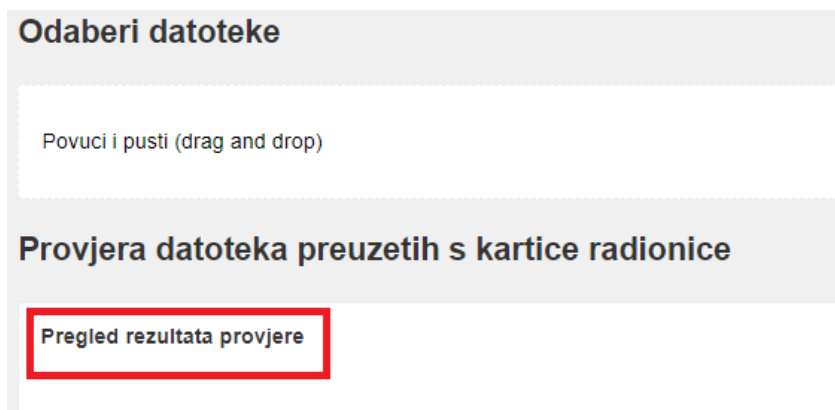 Odaberi datoteke
Povuci i pusti (drag and drop)
Provjera datoteka preuzetih s kartice radionice
Pregled rezultata provjere